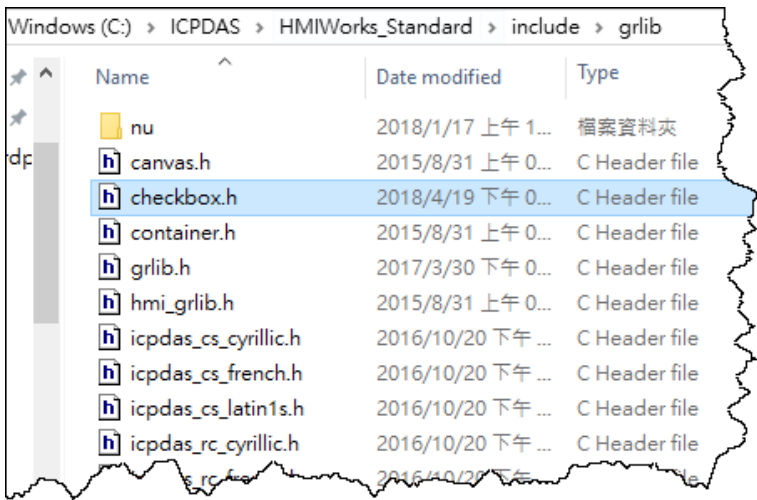 Windows (C:) > ICPDAS > HMIWorks_Standard > include > grlib
Name Date modified Type
nu 2018/1/17 上午 1... 檔案資料夾
canvas.h 2015/8/31 上午 0... C Header file
checkbox.h 2018/4/19 下午 0... C Header file
container.h 2015/8/31 上午 0... C Header file
grlib.h 2017/3/30 下午 0... C Header file
hmi_grlib.h 2015/8/31 上午 0... C Header file
icpdas_cs_cyrillic.h 2016/10/20 下午 ... C Header file
icpdas_cs_french.h 2016/10/20 下午 ... C Header file
icpdas_cs_latin1s.h 2016/10/20 下午 ... C Header file
icpdas_rc_cyrillic.h 2016/10/20 下午 ... C Header file